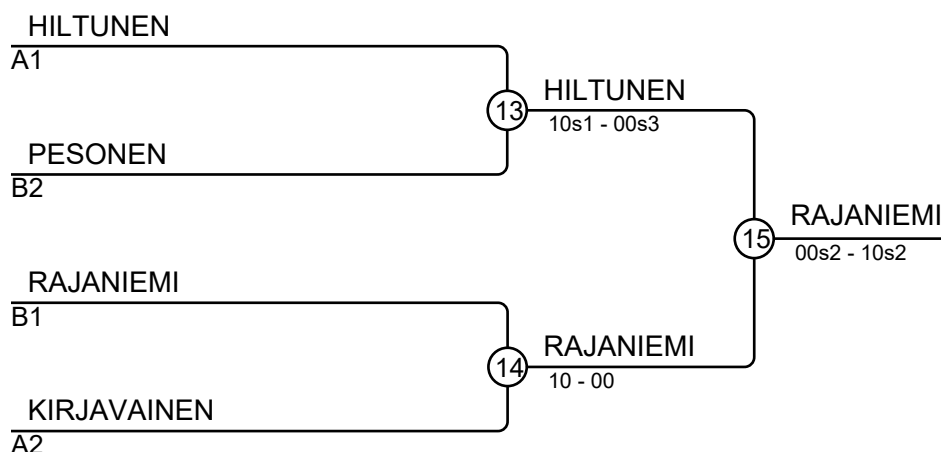 HILTUNEN
A1
13
HILTUNEN
10s1 - 00s3
PESONEN
B2
15
RAJANIEMI
00s2 - 10s2
RAJANIEMI
B1
14
RAJANIEMI
10 - 00
KIRJAVAINEN
A2